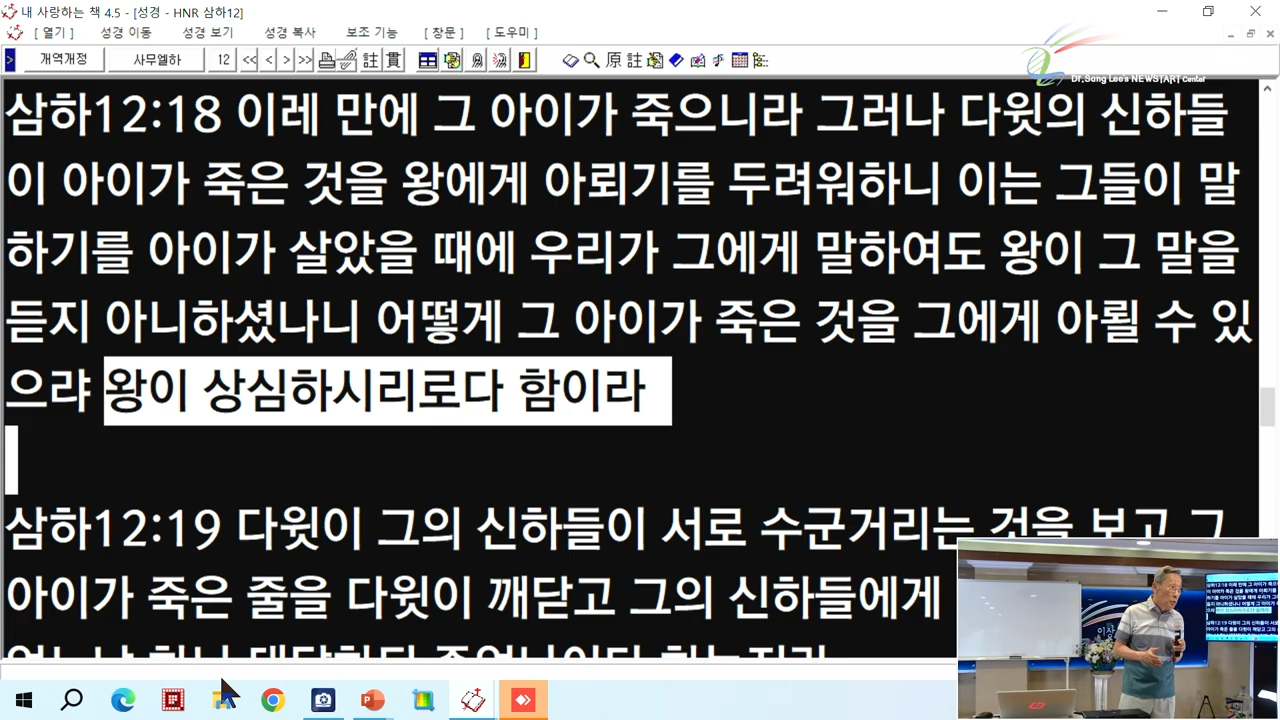 내 사랑하는 책 4.5 - [성경 - HNR 삼하12]
[ 열기 ] 성경 이동 성경 보기 성경 복사 보조 기능 [ 창문 ] [ 도우미 ]
개역개정 사무엘하 12 << < > >> 註 貫 原 註
Dr.Sang Lee's NEWSTART Center
삼하12:18 이레 만에 그 아이가 죽으니라 그러나 다윗의 신하들
이 아이가 죽은 것을 왕에게 아뢰기를 두려워하니 이는 그들이 말
하기를 아이가 살았을 때에 우리가 그에게 말하여도 왕이 그 말을
듣지 아니하셨나니 어떻게 그 아이가 죽은 것을 그에게 아뢸 수 있
으랴 왕이 상심하시리로다 함이라
삼하12:19 다윗이 그의 신하들이 서로 수군거리는 것을 보고 그
아이가 죽은 줄을 다윗이 깨닫고 그의 신하들에게